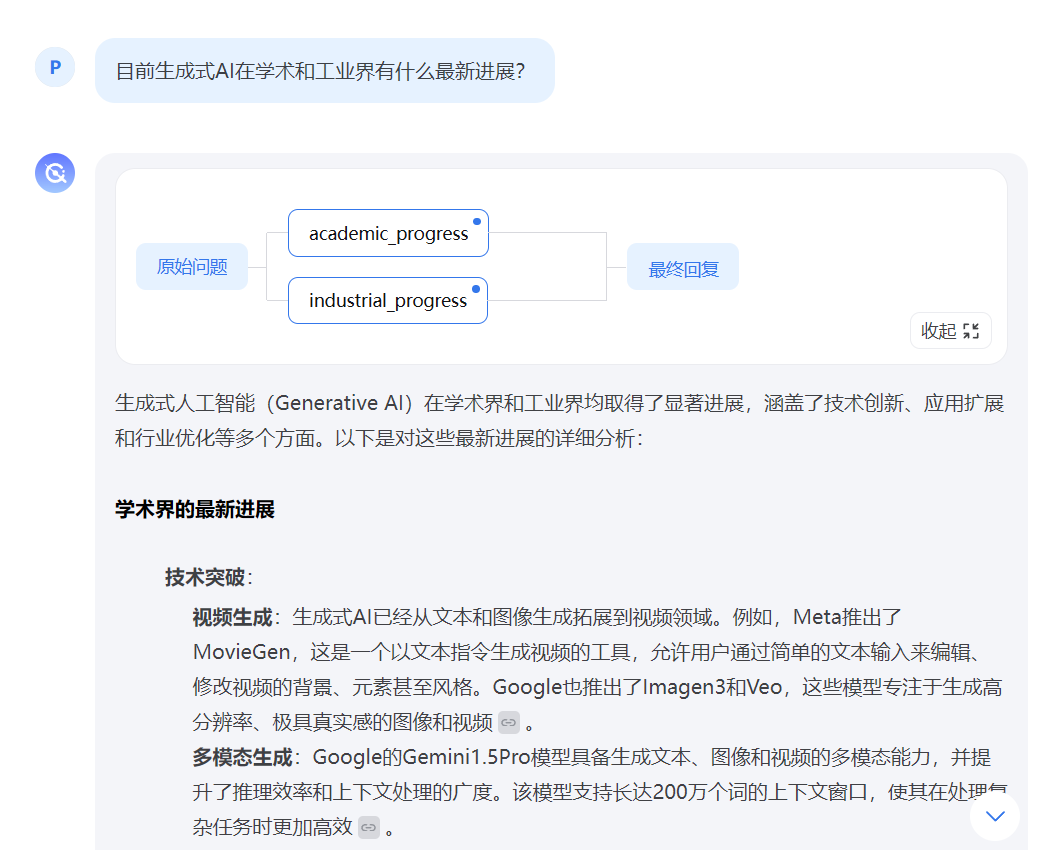 P
目前生成式AI在学术和工业界有什么最新进展?
原始问题
academic_progress
industrial_progress
最终回复
收起
生成式人工智能（Generative AI）在学术界和工业界均取得了显著进展，涵盖了技术创新、应用扩展
和行业优化等多个方面。以下是对这些最新进展的详细分析：
学术界的最新进展
技术突破：
视频生成：生成式AI已经从文本和图像生成拓展到视频领域。例如，Meta推出了
MovieGen，这是一个以文本指令生成视频的工具，允许用户通过简单的文本输入来编辑、
修改视频的背景、元素甚至风格。Google也推出了Imagen3和Veo，这些模型专注于生成高
分辨率、极具真实感的图像和视频 。
多模态生成：Google的Gemini1.5Pro模型具备生成文本、图像和视频的多模态能力，并提
升了推理效率和上下文处理的广度。该模型支持长达200万个词的上下文窗口，使其在处理复
杂任务时更加高效 。